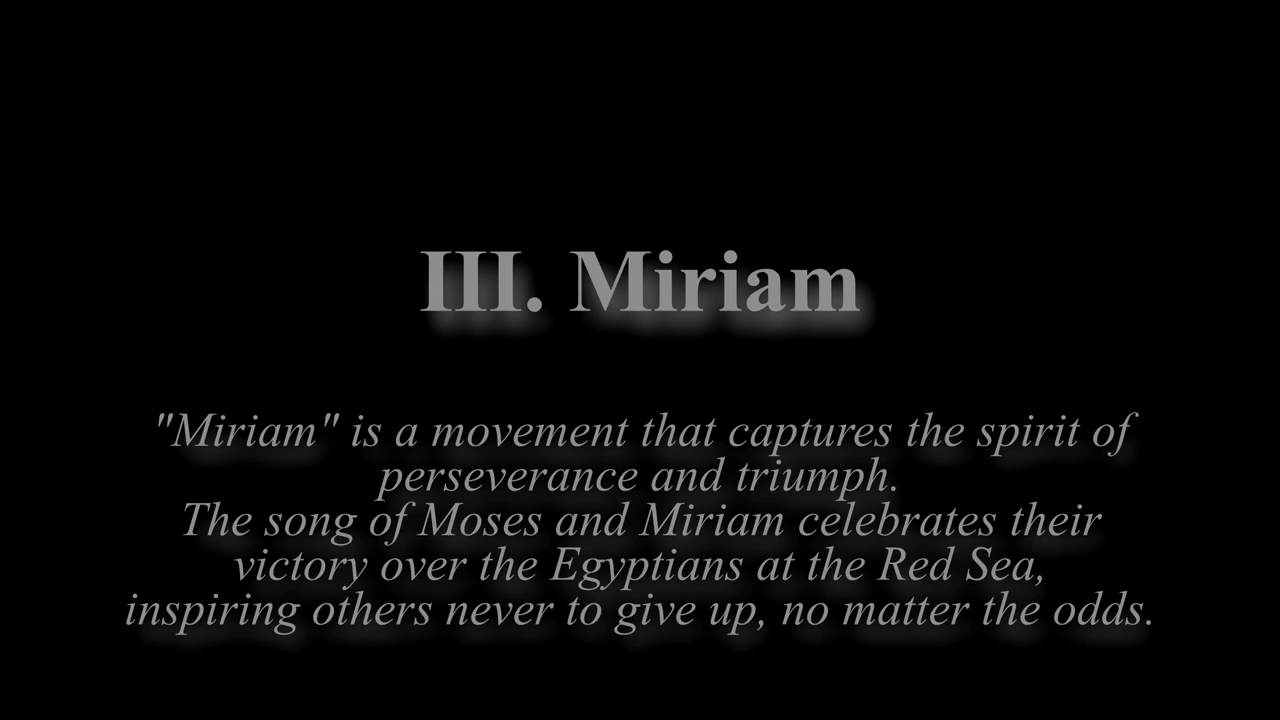 III. Miriam
"Miriam" is a movement that captures the spirit of
perseverance and triumph.
The song of Moses and Miriam celebrates their
victory over the Egyptians at the Red Sea,
inspiring others never to give up, no matter the odds.